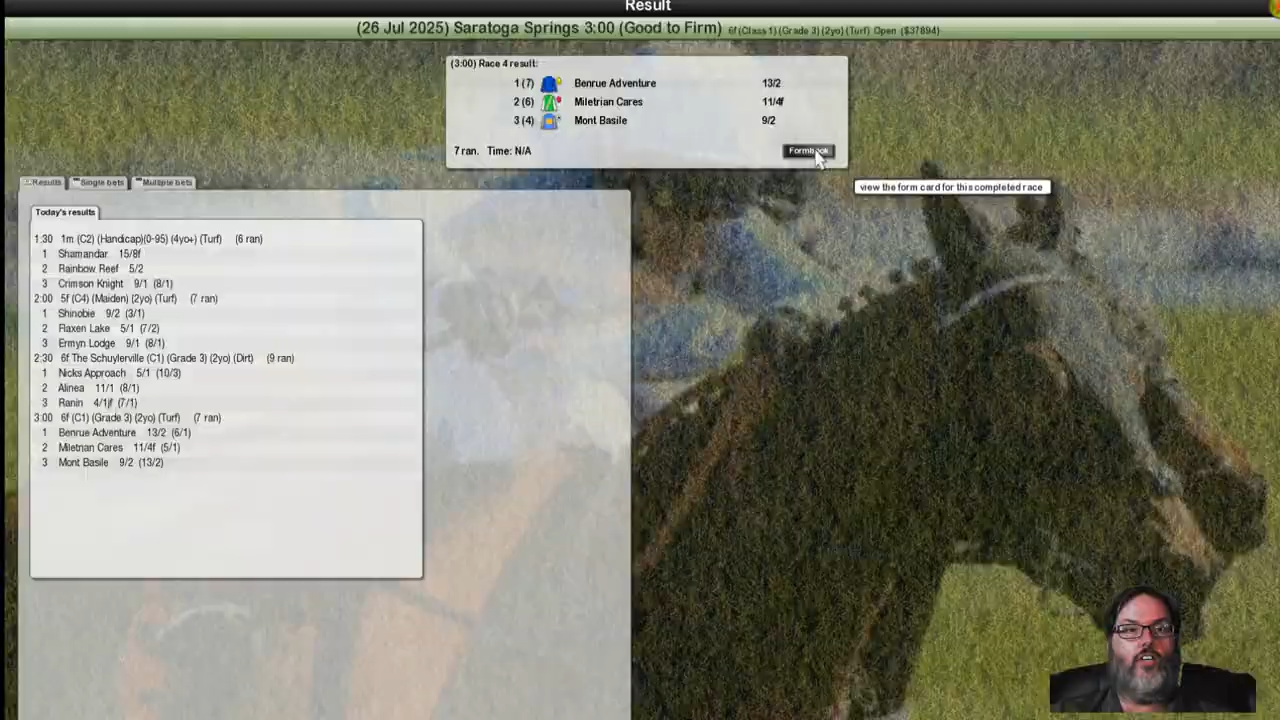 Result
(26 Jul 2025) Saratoga Springs 3:00 (Good to Firm) 6f (Class 1) (Grade 3) (2yo) (Turf) Open ($37894)
(3:00) Race 4 result:
1 (7) Benrue Adventure 13/2
2 (6) Miletrian Cares 11/4f
3 (4) Mont Basile 9/2
7 ran. Time: N/A
Formbook
view the form card for this completed race
Results Single bets Multiple bets
Today's results
1:30 1m (C2) (Handicap)(0-95) (4yo+) (Turf) (6 ran)
1 Shamandar 15/8f
2 Rainbow Reef 5/2
3 Crimson Knight 9/1 (8/1)
2:00 5f (C4) (Maiden) (2yo) (Turf) (7 ran)
1 Shinobie 9/2 (3/1)
2 Flaxen Lake 5/1 (7/2)
3 Ermyn Lodge 9/1 (8/1)
2:30 6f The Schuylerville (C1) (Grade 3) (2yo) (Dirt) (9 ran)
1 Nicks Approach 5/1 (10/3)
2 Alinea 11/1 (8/1)
3 Ranin 4/1jf (7/1)
3:00 6f (C1) (Grade 3) (2yo) (Turf) (7 ran)
1 Benrue Adventure 13/2 (6/1)
2 Miletrian Cares 11/4f (5/1)
3 Mont Basile 9/2 (13/2)